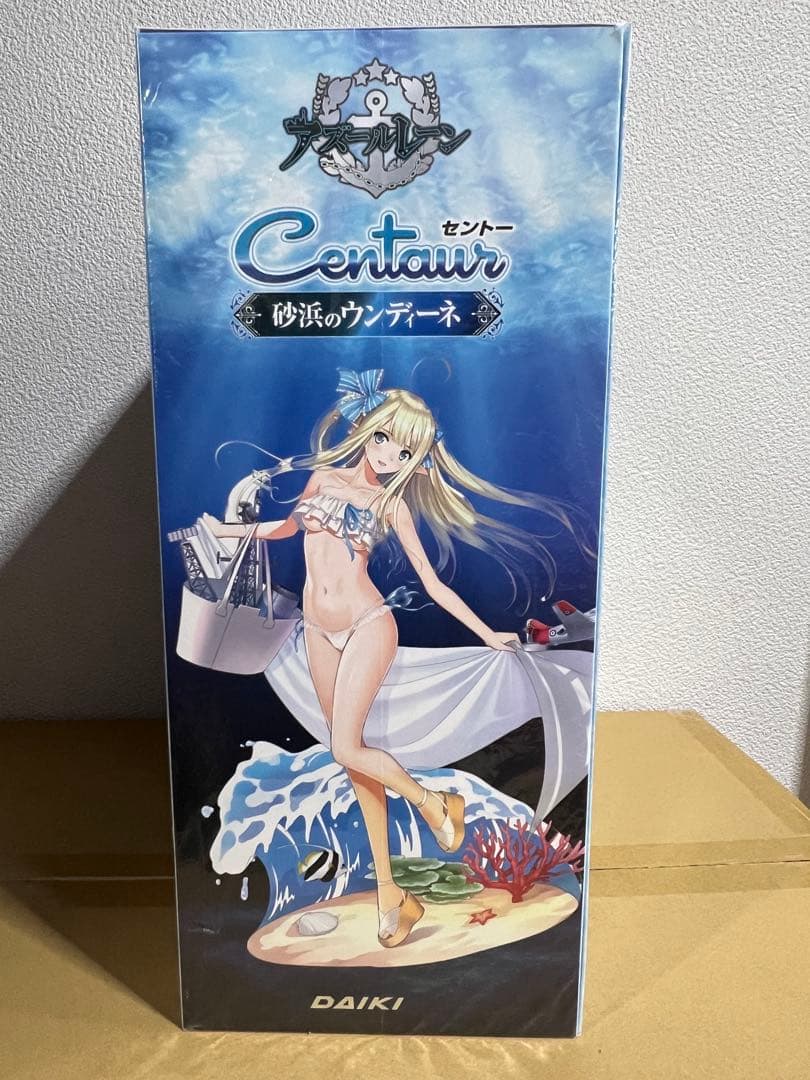 アズールレーン
セントー
Centaur
砂浜のウンディーネ
DAIKI